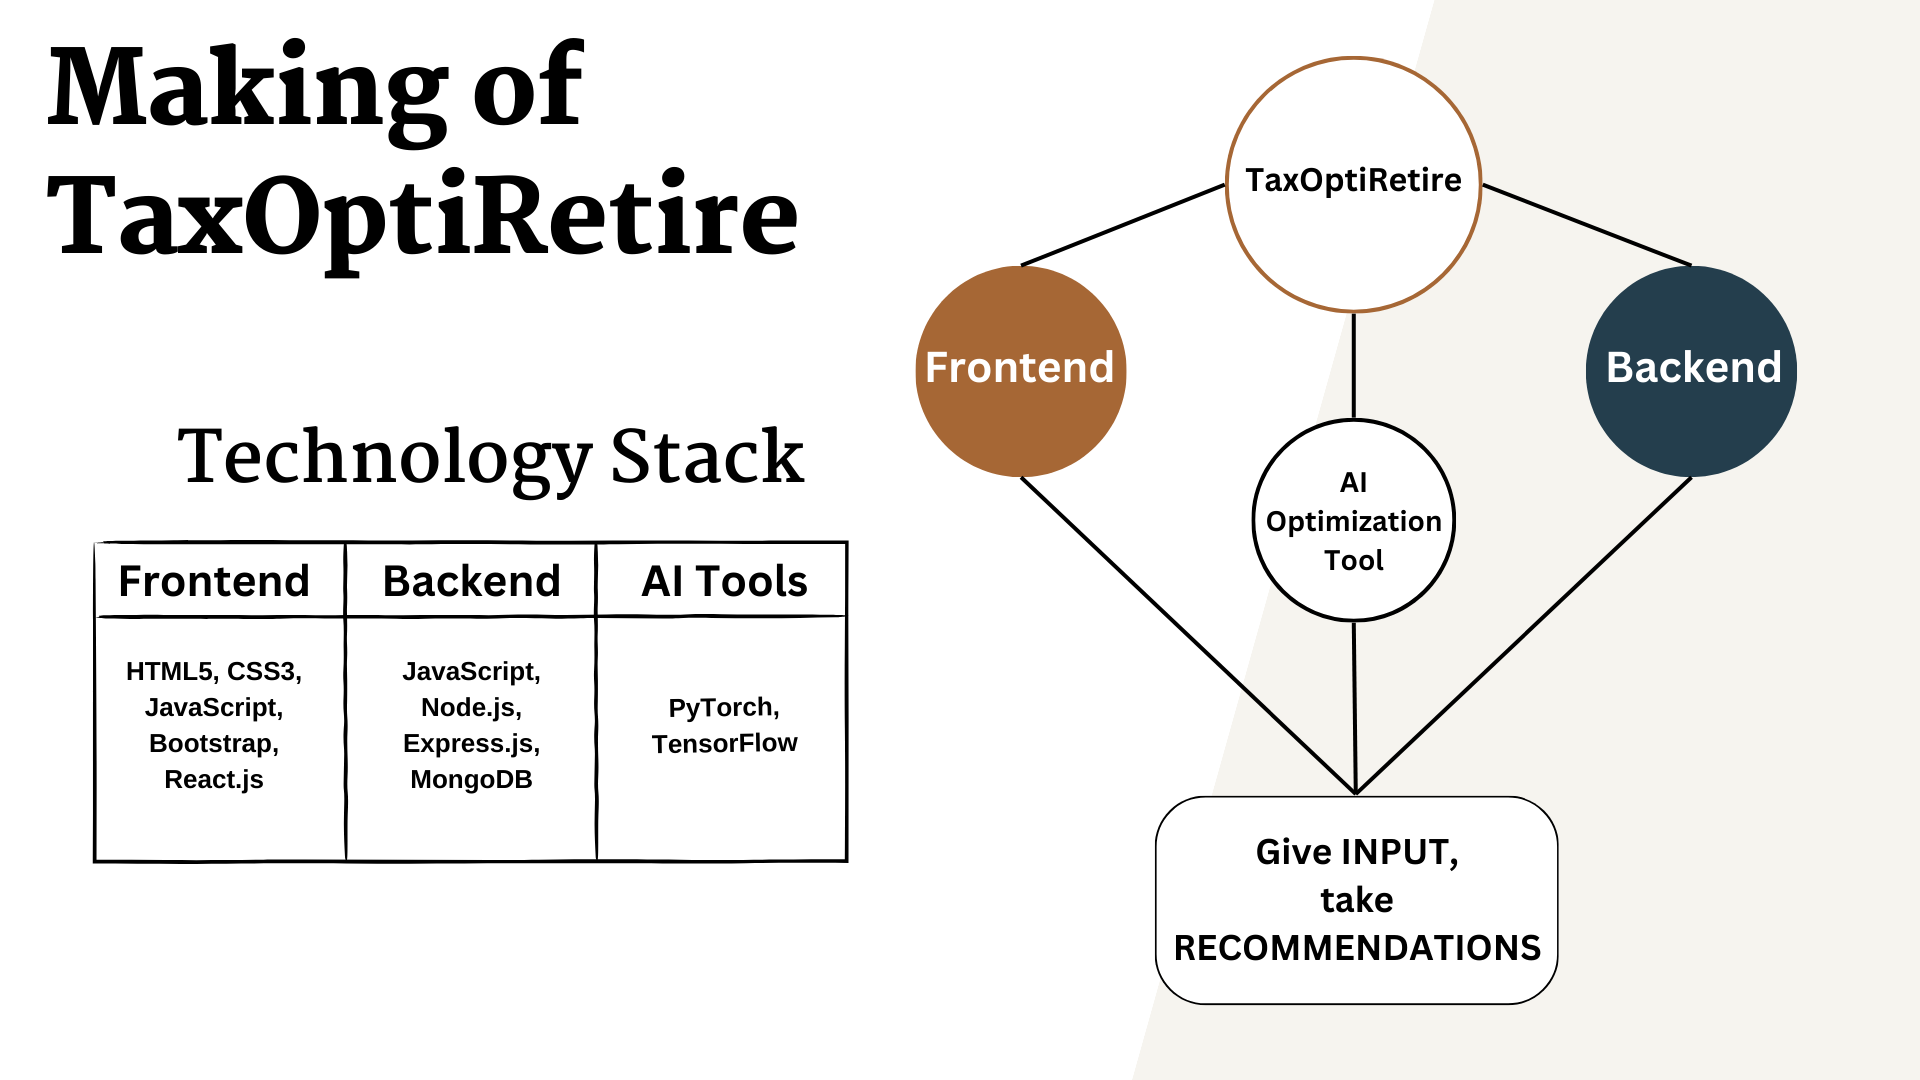 Making of
TaxOptiRetire
Technology Stack
Frontend
Backend
AI Tools
HTML5, CSS3,
JavaScript,
Bootstrap,
React.js
JavaScript,
Node.js,
Express.js,
MongoDB
PyTorch,
TensorFlow
TaxOptiRetire
Frontend
Backend
AI
Optimization
Tool
Give INPUT,
take
RECOMMENDATIONS